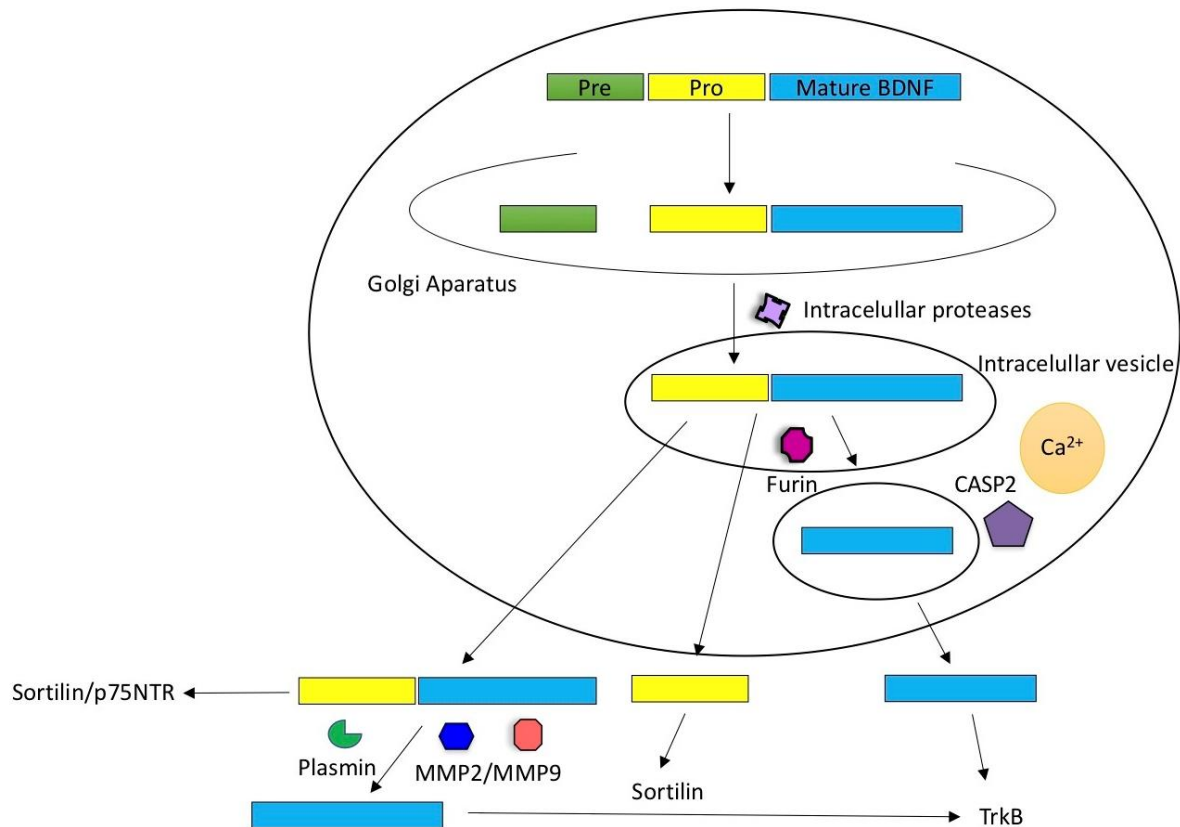 Pre
Pro
Mature BDNF
Golgi Aparatus
Intracelullar proteases
Intracelullar vesicle
Ca²⁺
Furin
CASP2
Sortilin/p75NTR
Plasmin
MMP2/MMP9
Sortilin
TrkB